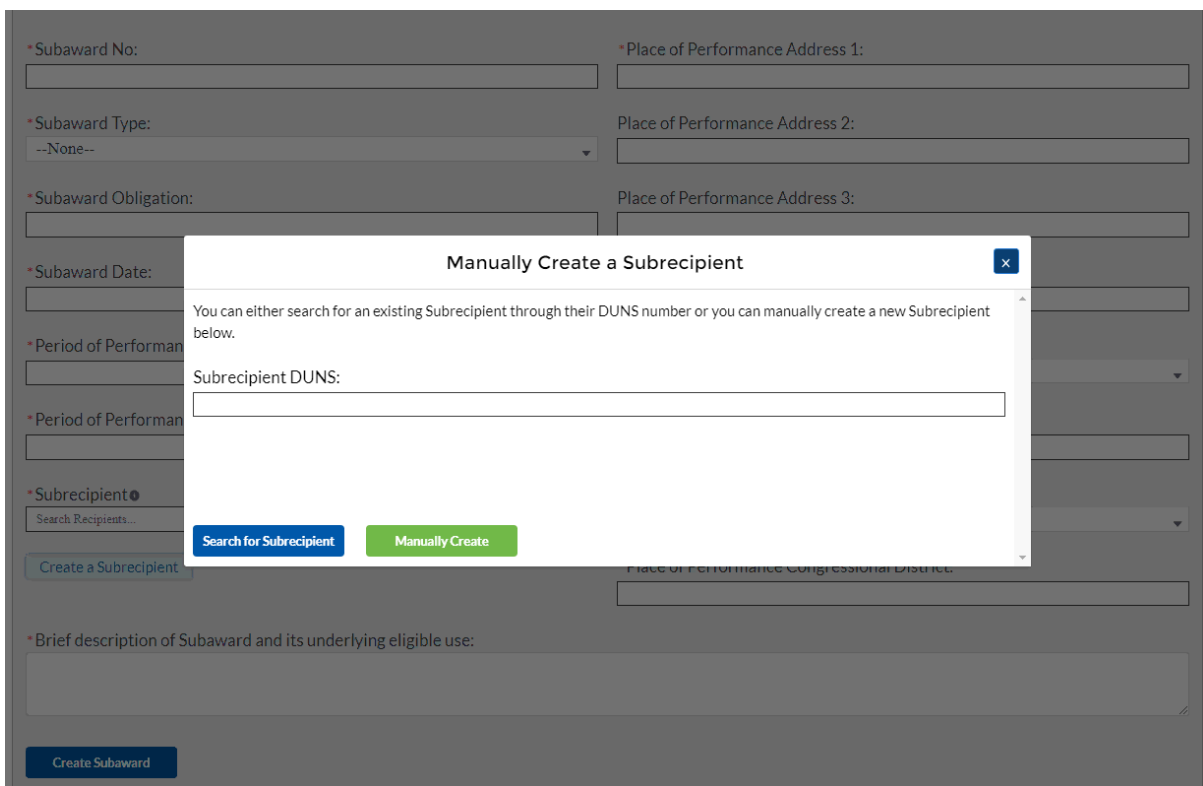 *Subaward No:
*Place of Performance Address 1:
*Subaward Type:
--None--
Place of Performance Address 2:
*Subaward Obligation:
Place of Performance Address 3:
Manually Create a Subrecipient
x
*Subaward Date:
You can either search for an existing Subrecipient through their DUNS number or you can manually create a new Subrecipient
below.
*Period of Performan
Subrecipient DUNS:
*Period of Performan
*Subrecipient
Search Recipients...
Search for Subrecipient
Manually Create
Create a Subrecipient
Place of Performance Congressional District:
*Brief description of Subaward and its underlying eligible use:
Create Subaward